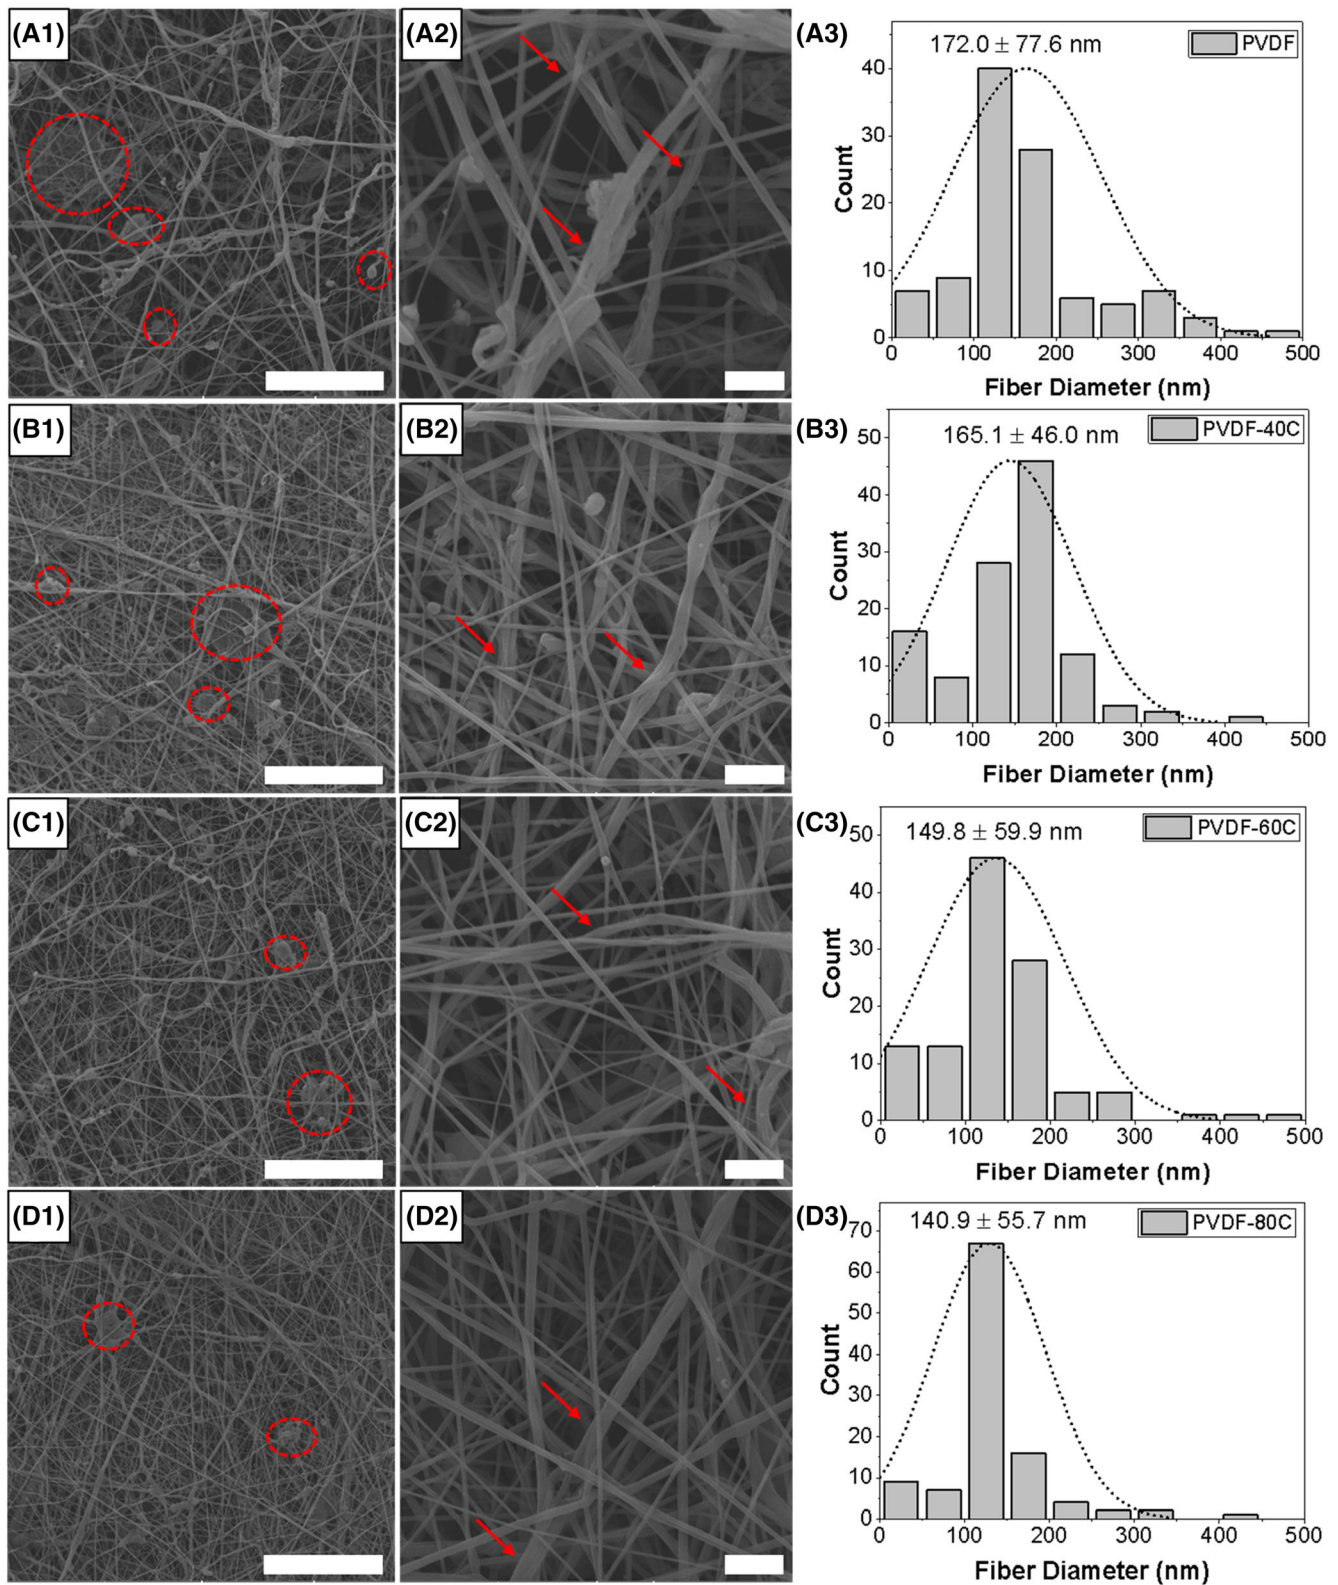 (A1)
(A2)
(A3)
172.0 ± 77.6 nm
PVDF
40
30
20
10
0
Count
0 100 200 300 400 500
Fiber Diameter (nm)
(B1)
(B2)
(B3)
165.1 ± 46.0 nm
PVDF-40C
50
40
30
20
10
0
Count
0 100 200 300 400 500
Fiber Diameter (nm)
(C1)
(C2)
(C3)
149.8 ± 59.9 nm
PVDF-60C
50
40
30
20
10
0
Count
0 100 200 300 400 500
Fiber Diameter (nm)
(D1)
(D2)
(D3)
140.9 ± 55.7 nm
PVDF-80C
70
60
50
40
30
20
10
0
Count
0 100 200 300 400 500
Fiber Diameter (nm)